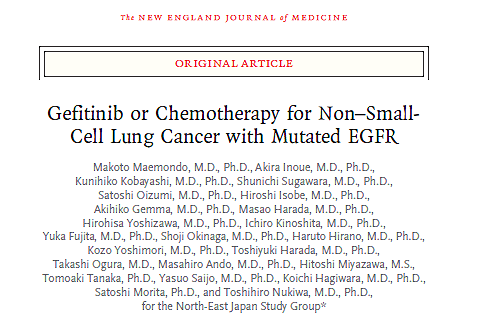 The NEW ENGLAND JOURNAL of MEDICINE
ORIGINAL ARTICLE
Gefitinib or Chemotherapy for Non–Small-
Cell Lung Cancer with Mutated EGFR
Makoto Maemondo, M.D., Ph.D., Akira Inoue, M.D., Ph.D.,
Kunihiko Kobayashi, M.D., Ph.D., Shunichi Sugawara, M.D., Ph.D.,
Satoshi Oizumi, M.D., Ph.D., Hiroshi Isobe, M.D., Ph.D.,
Akihiko Gemma, M.D., Ph.D., Masao Harada, M.D., Ph.D.,
Hirohisa Yoshizawa, M.D., Ph.D., Ichiro Kinoshita, M.D., Ph.D.,
Yuka Fujita, M.D., Ph.D., Shoji Okinaga, M.D., Ph.D., Haruto Hirano, M.D., Ph.D.,
Kozo Yoshimori, M.D., Ph.D., Toshiyuki Harada, M.D., Ph.D.,
Takashi Ogura, M.D., Masahiro Ando, M.D., Ph.D., Hitoshi Miyazawa, M.S.,
Tomoaki Tanaka, Ph.D., Yasuo Saijo, M.D., Ph.D., Koichi Hagiwara, M.D., Ph.D.,
Satoshi Morita, Ph.D., and Toshihiro Nukiwa, M.D., Ph.D.,
for the North-East Japan Study Group*